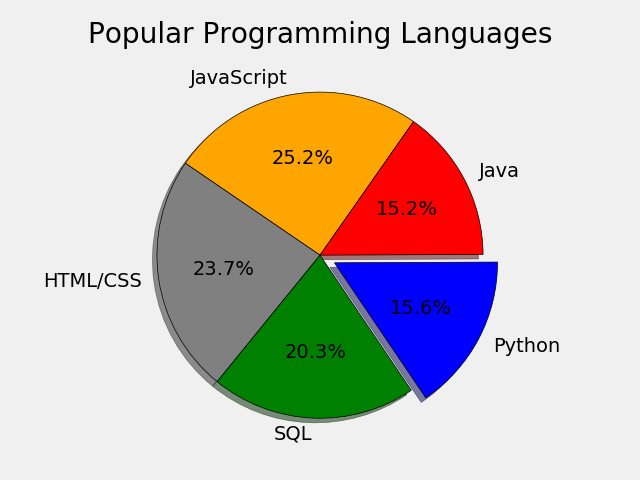 Popular Programming Languages
JavaScript
25.2%
Java
15.2%
HTML/CSS
23.7%
15.6%
Python
20.3%
SQL